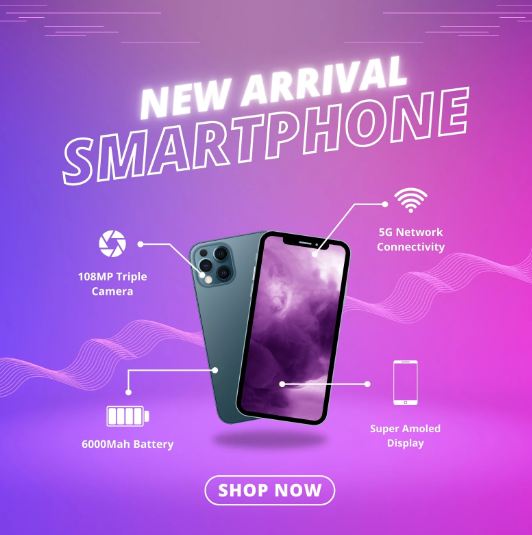 NEW ARRIVAL
SMARTPHONE
5G Network
Connectivity
108MP Triple
Camera
6000Mah Battery
Super Amoled
Display
SHOP NOW